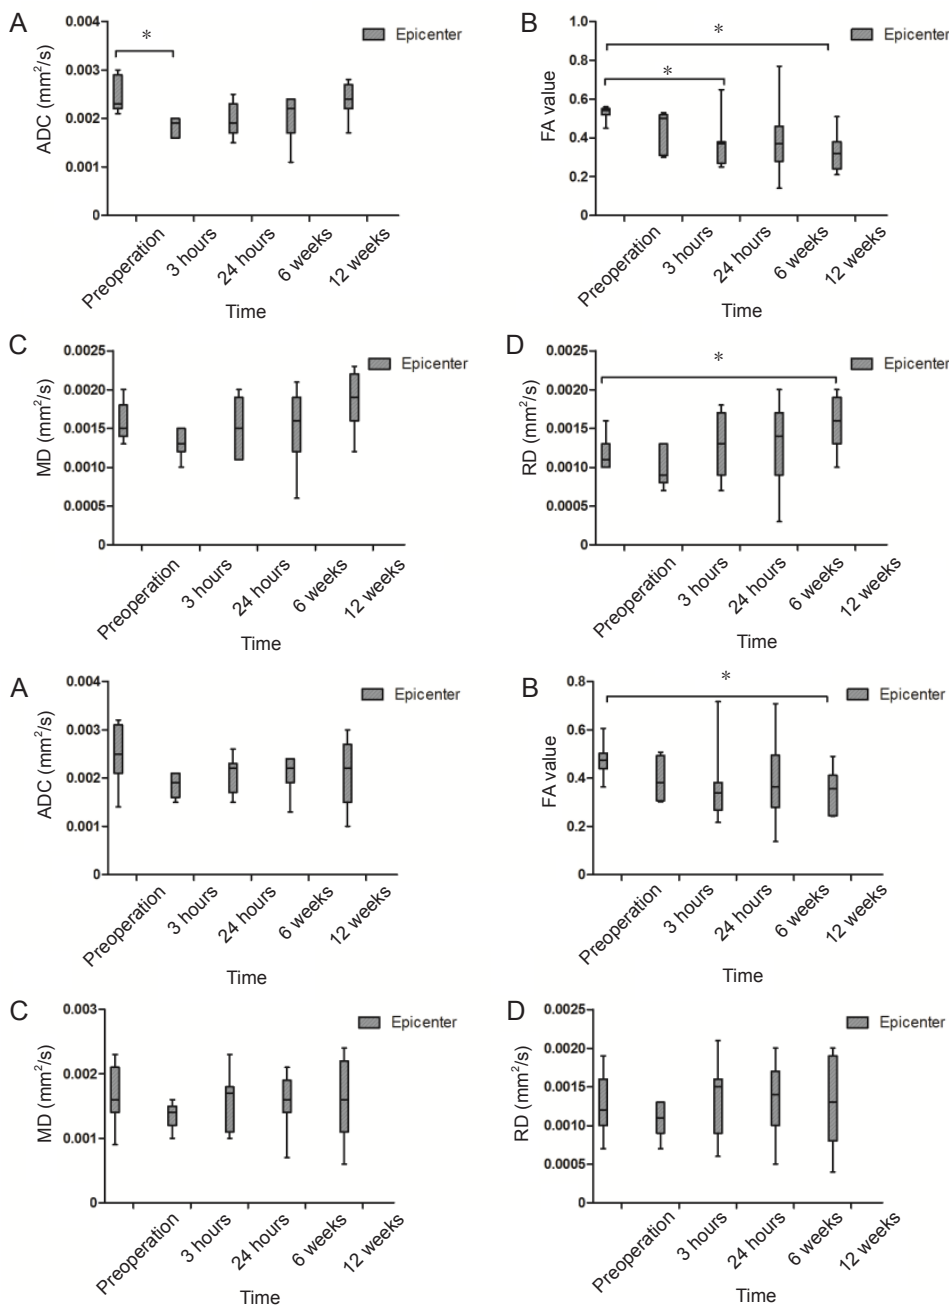 A
ADC (mm²/s)
0.004
0.003
0.002
0.001
0
*
Epicenter
Preoperation
3 hours
24 hours
6 weeks
12 weeks
Time
B
FA value
1.0
0.8
0.6
0.4
0.2
0
*
*
Epicenter
Preoperation
3 hours
24 hours
6 weeks
12 weeks
Time
C
MD (mm²/s)
0.0025
0.0020
0.0015
0.0010
0.0005
0
Epicenter
Preoperation
3 hours
24 hours
6 weeks
12 weeks
Time
D
RD (mm²/s)
0.0025
0.0020
0.0015
0.0010
0.0005
0
*
Epicenter
Preoperation
3 hours
24 hours
6 weeks
12 weeks
Time
A
ADC (mm²/s)
0.004
0.003
0.002
0.001
0
Epicenter
Preoperation
3 hours
24 hours
6 weeks
12 weeks
Time
B
FA value
0.8
0.6
0.4
0.2
0
*
Epicenter
Preoperation
3 hours
24 hours
6 weeks
12 weeks
Time
C
MD (mm²/s)
0.003
0.002
0.001
0
Epicenter
Preoperation
3 hours
24 hours
6 weeks
12 weeks
Time
D
RD (mm²/s)
0.0025
0.0020
0.0015
0.0010
0.0005
0
Epicenter
Preoperation
3 hours
24 hours
6 weeks
12 weeks
Time